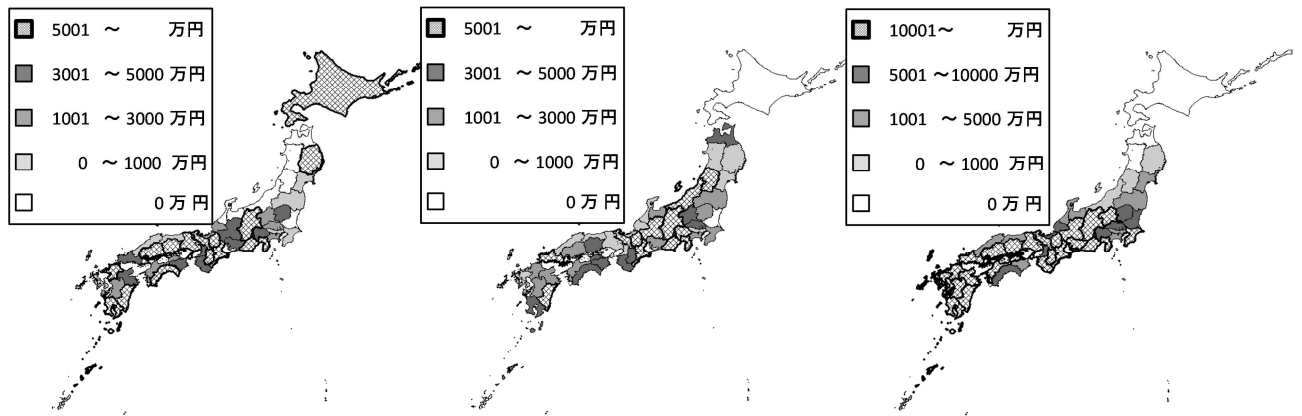 5001 ～ 万円
3001 ～5000 万円
1001 ～ 3000 万円
0 ～ 1000 万円
0 万 円
5001 ～ 万円
3001 ～ 5000 万円
1001 ～ 3000 万円
0 ～ 1000 万円
0 万 円
10001～ 万円
5001 ～10000 万円
1001 ～ 5000 万円
0 ～ 1000 万円
0 万 円